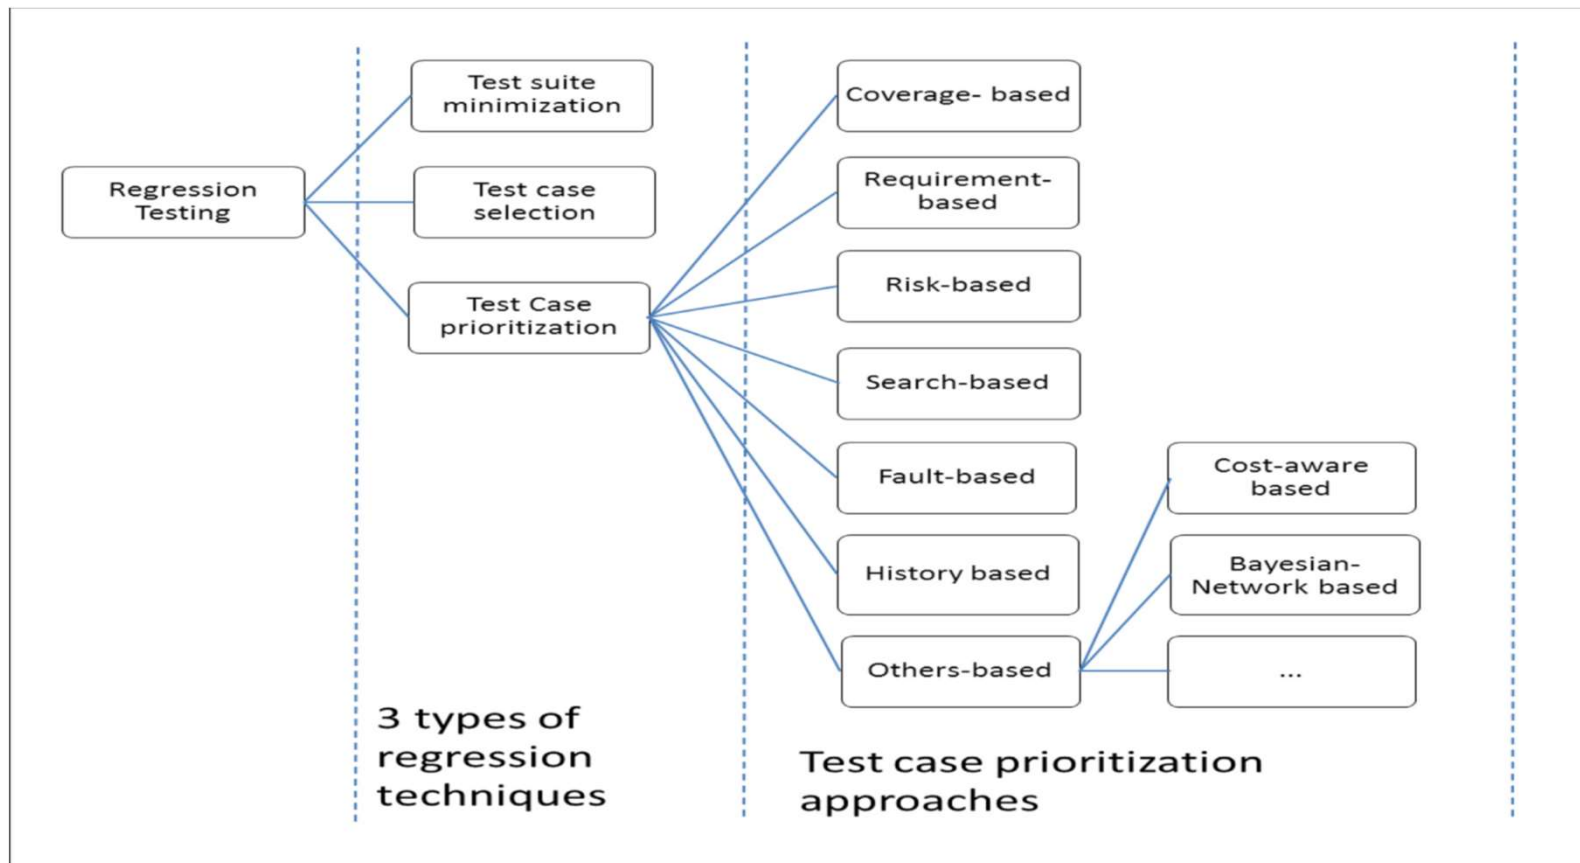 Regression
Testing
Test suite
minimization
Test case
selection
Test Case
prioritization
3 types of
regression
techniques
Coverage- based
Requirement-
based
Risk-based
Search-based
Fault-based
History based
Others-based
Cost-aware
based
Bayesian-
Network based
...
Test case prioritization
approaches